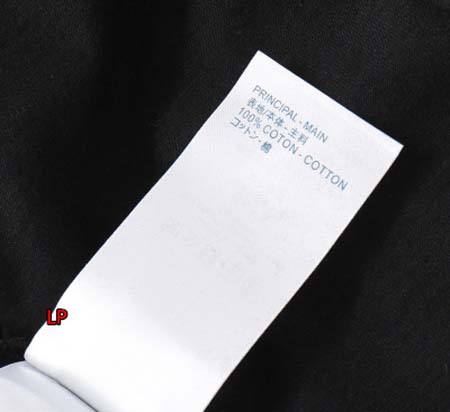 PRINCIPAL - MAIN
表地/本体 - 主料
100% COTON - COTTON
コットン - 棉
LP